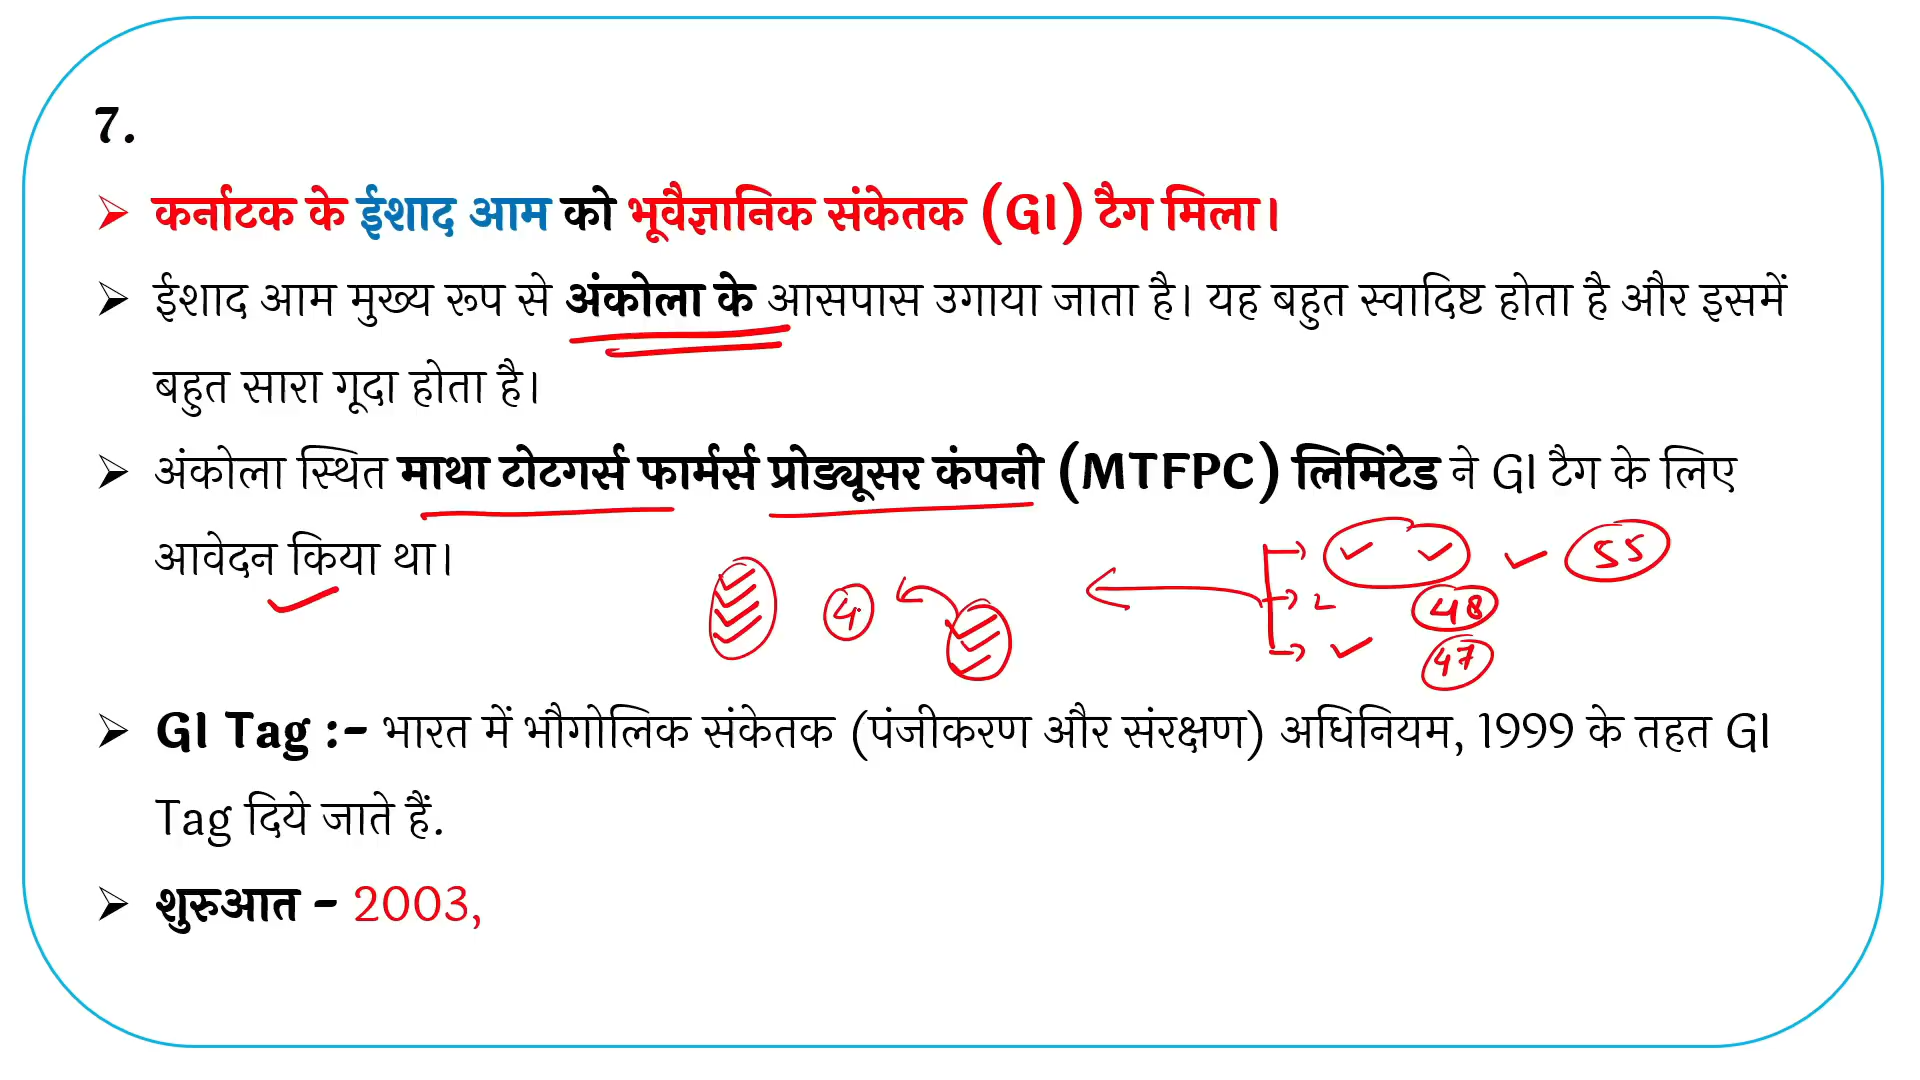 7.
➢ कर्नाटक के ईशाद आम को भूवैज्ञानिक संकेतक (GI) टैग मिला।
➢ ईशाद आम मुख्य रूप से अंकोला के आसपास उगाया जाता है। यह बहुत स्वादिष्ट होता है और इसमें
बहुत सारा गूदा होता है।
➢ अंकोला स्थित माथा टोटगर्स फार्मर्स प्रोड्यूसर कंपनी (MTFPC) लिमिटेड ने GI टैग के लिए
आवेदन किया था।
55
4
2 48
47
➢ GI Tag :- भारत में भौगोलिक संकेतक (पंजीकरण और संरक्षण) अधिनियम, 1999 के तहत GI
Tag दिये जाते हैं.
➢ शुरुआत - 2003,